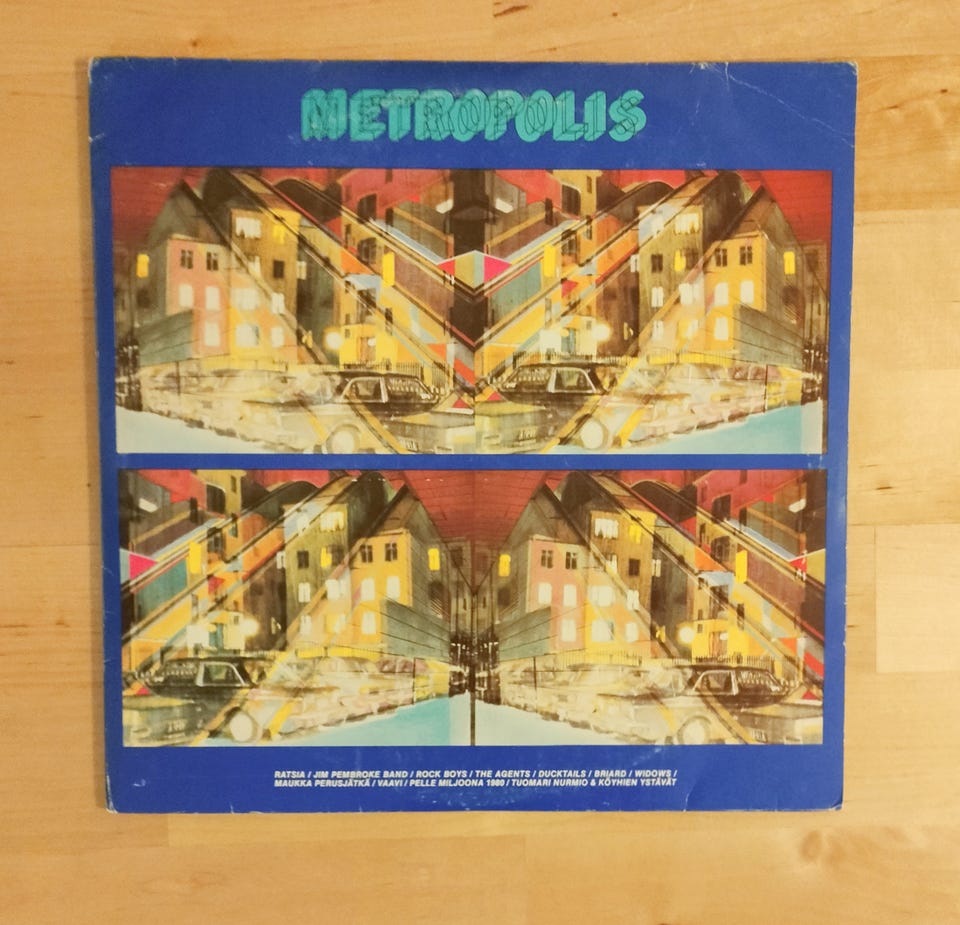 METROPOLIS
RATSIA / JIM PEMBROKE BAND / ROCK BOYS / THE AGENTS / DUCKTAILS / BRIARD / WIDOWS /
MAUKKA PERUSJÄTKÄ / VAAVI / PELLE MILJOONA 1980 / TUOMARI NURMIO & KÖYHIEN YSTÄVÄT